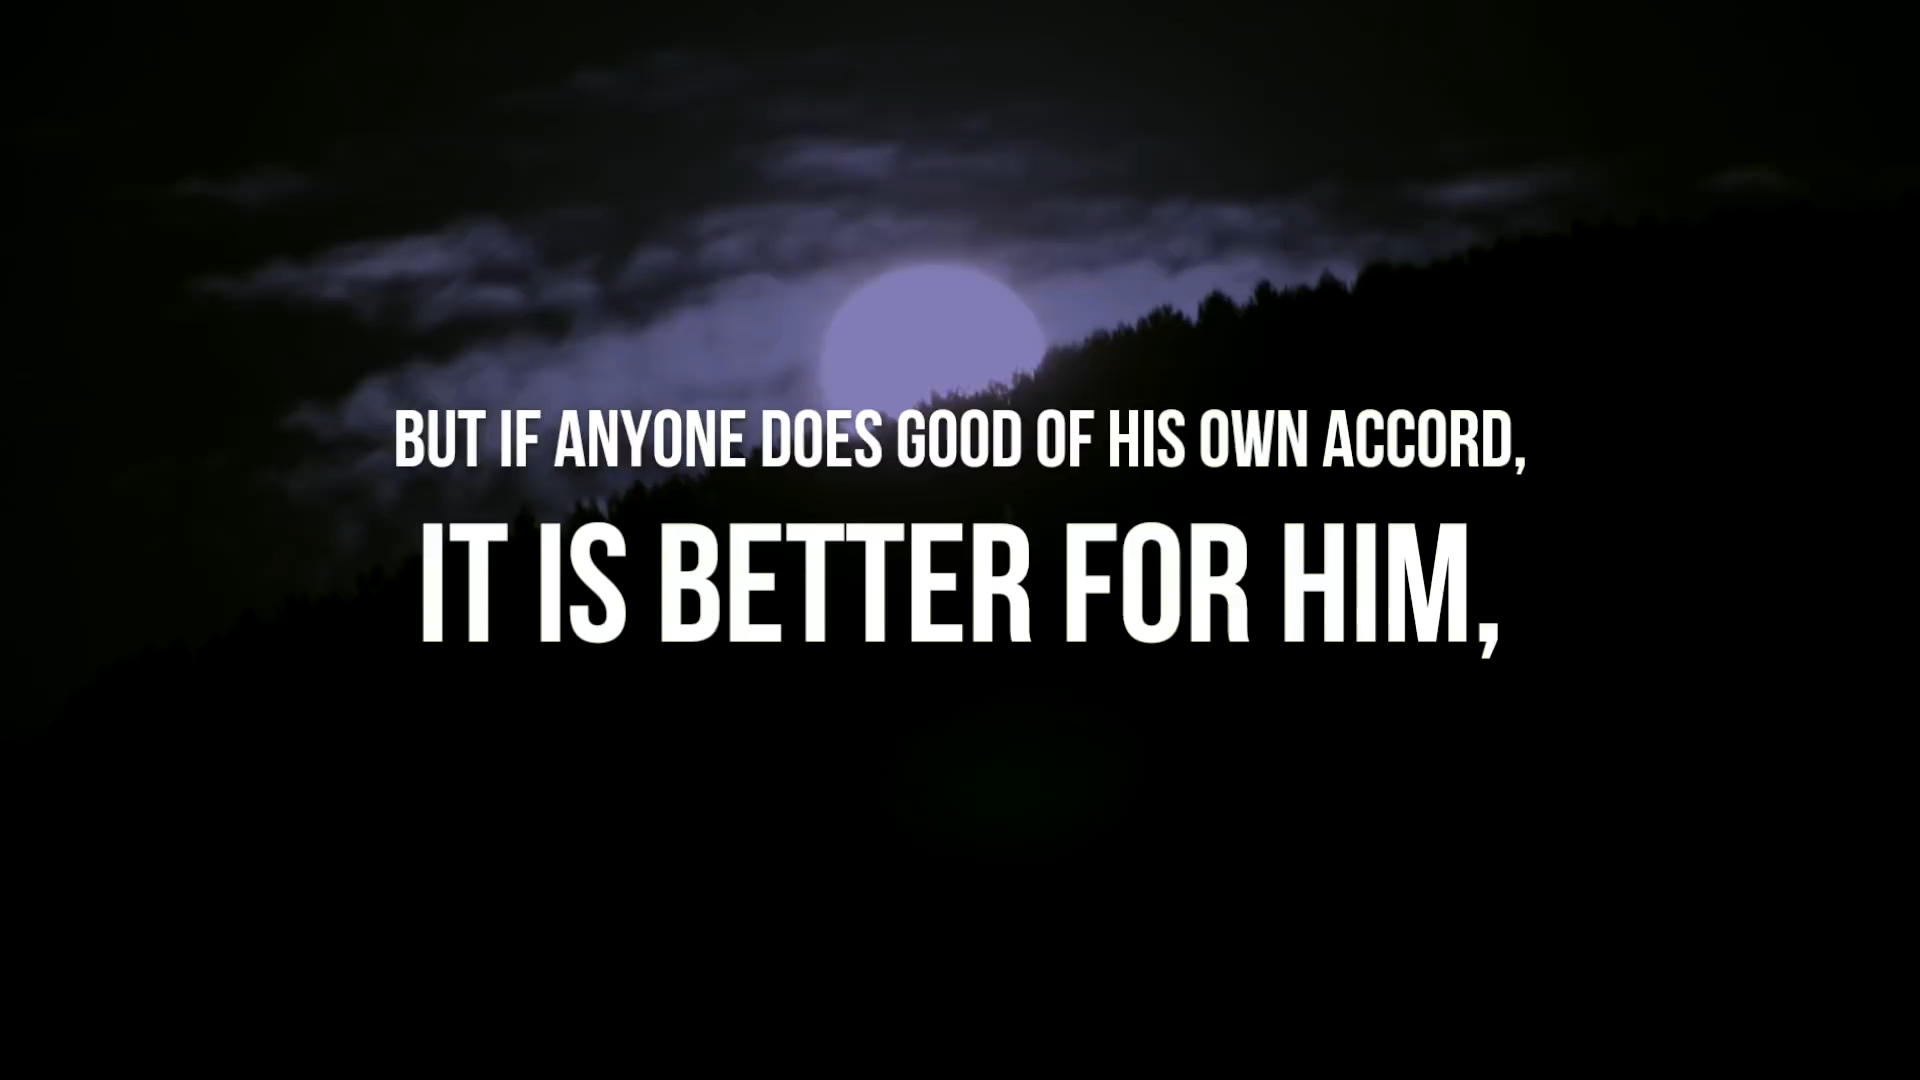 BUT IF ANYONE DOES GOOD OF HIS OWN ACCORD,
IT IS BETTER FOR HIM,